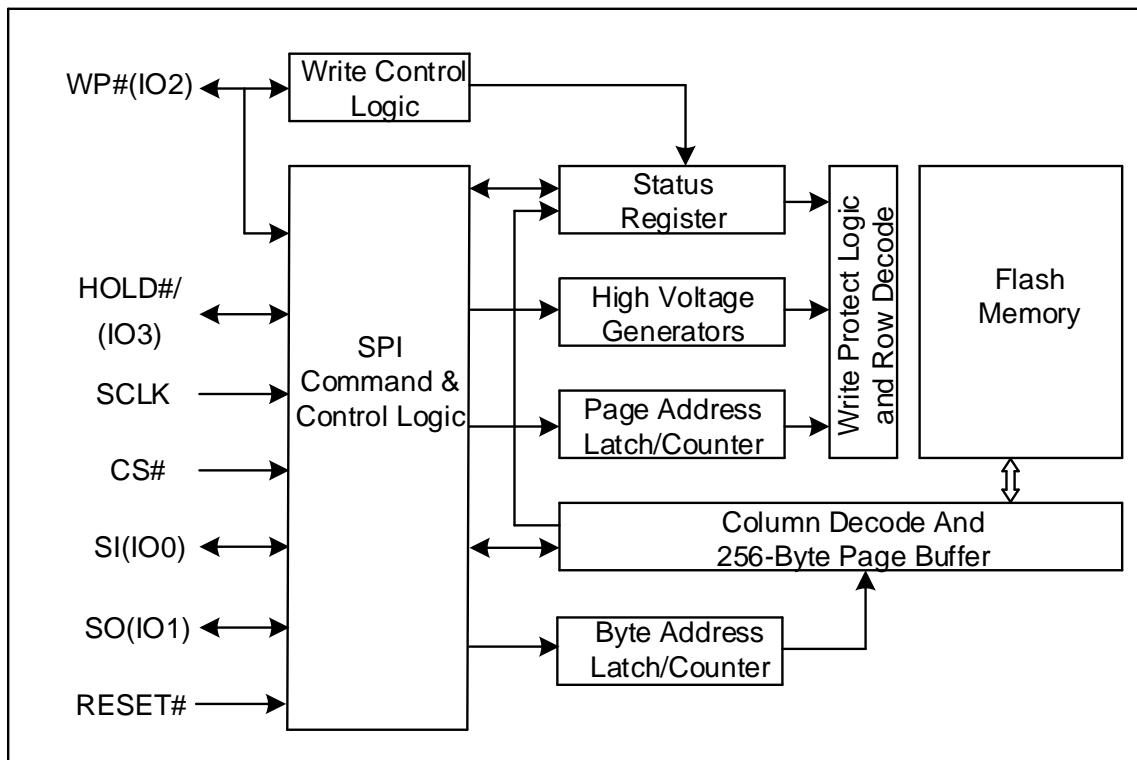 WP#(IO2)
Write Control
Logic
HOLD#/
(IO3)
SCLK
CS#
SI(IO0)
SO(IO1)
RESET#
SPI
Command &
Control Logic
Status
Register
High Voltage
Generators
Page Address
Latch/Counter
Write Protect Logic
and Row Decode
Flash
Memory
Column Decode And
256-Byte Page Buffer
Byte Address
Latch/Counter